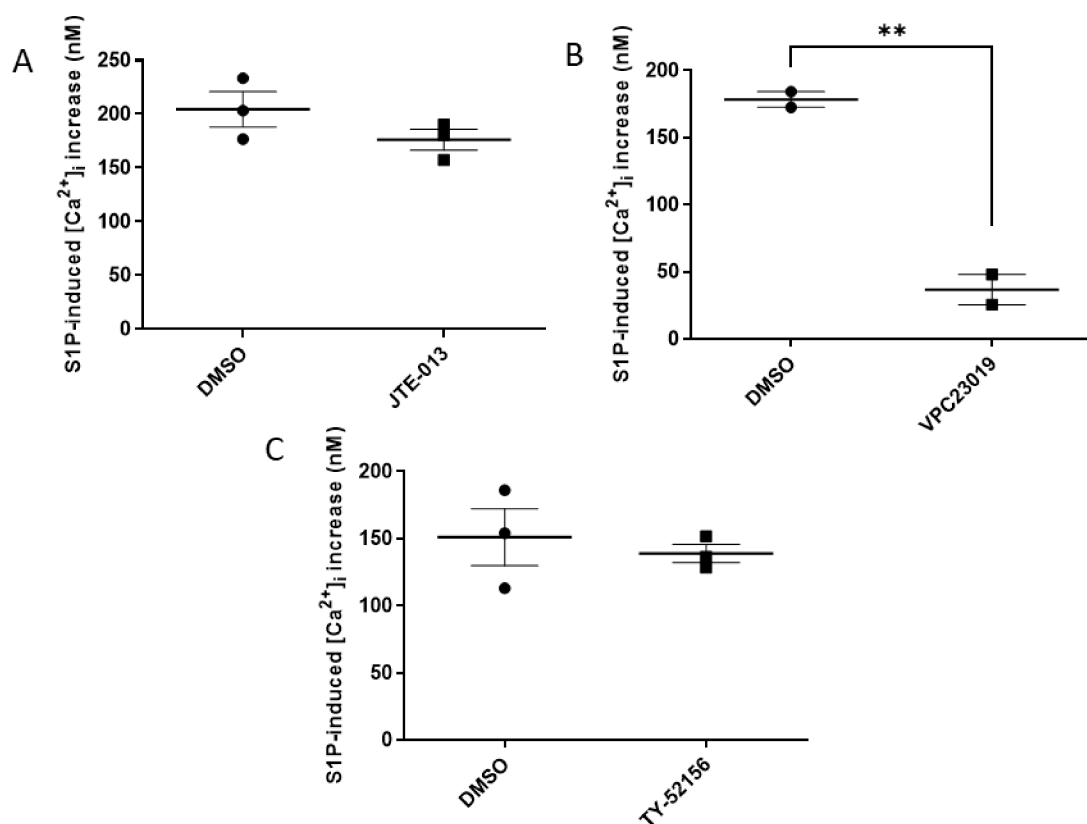 A
S1P-induced [Ca2+]i increase (nM)
250
200
150
100
50
0
DMSO
JTE-013
B
**
S1P-induced [Ca2+]i increase (nM)
200
150
100
50
0
DMSO
VPC23019
C
S1P-induced [Ca2+]i increase (nM)
200
150
100
50
0
DMSO
TY-52156